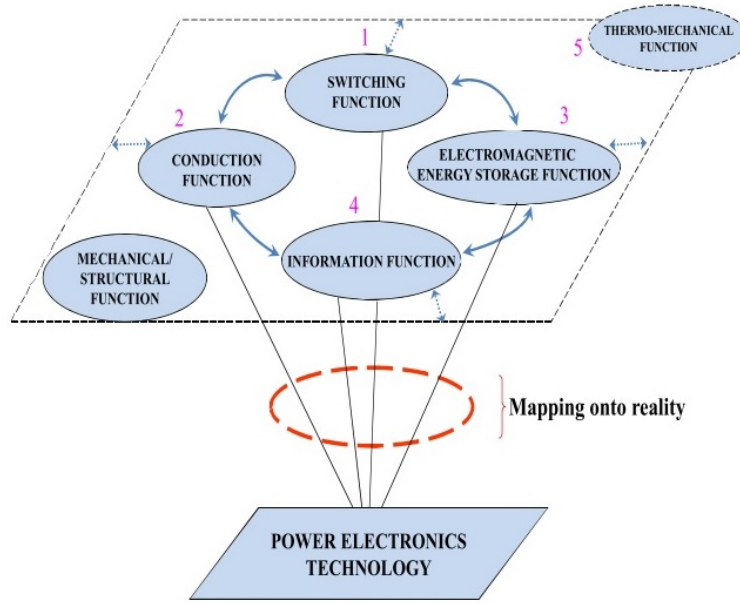 5
THERMO-MECHANICAL
FUNCTION
1
SWITCHING
FUNCTION
2
CONDUCTION
FUNCTION
3
ELECTROMAGNETIC
ENERGY STORAGE FUNCTION
4
INFORMATION FUNCTION
MECHANICAL/
STRUCTURAL
FUNCTION
Mapping onto reality
POWER ELECTRONICS
TECHNOLOGY